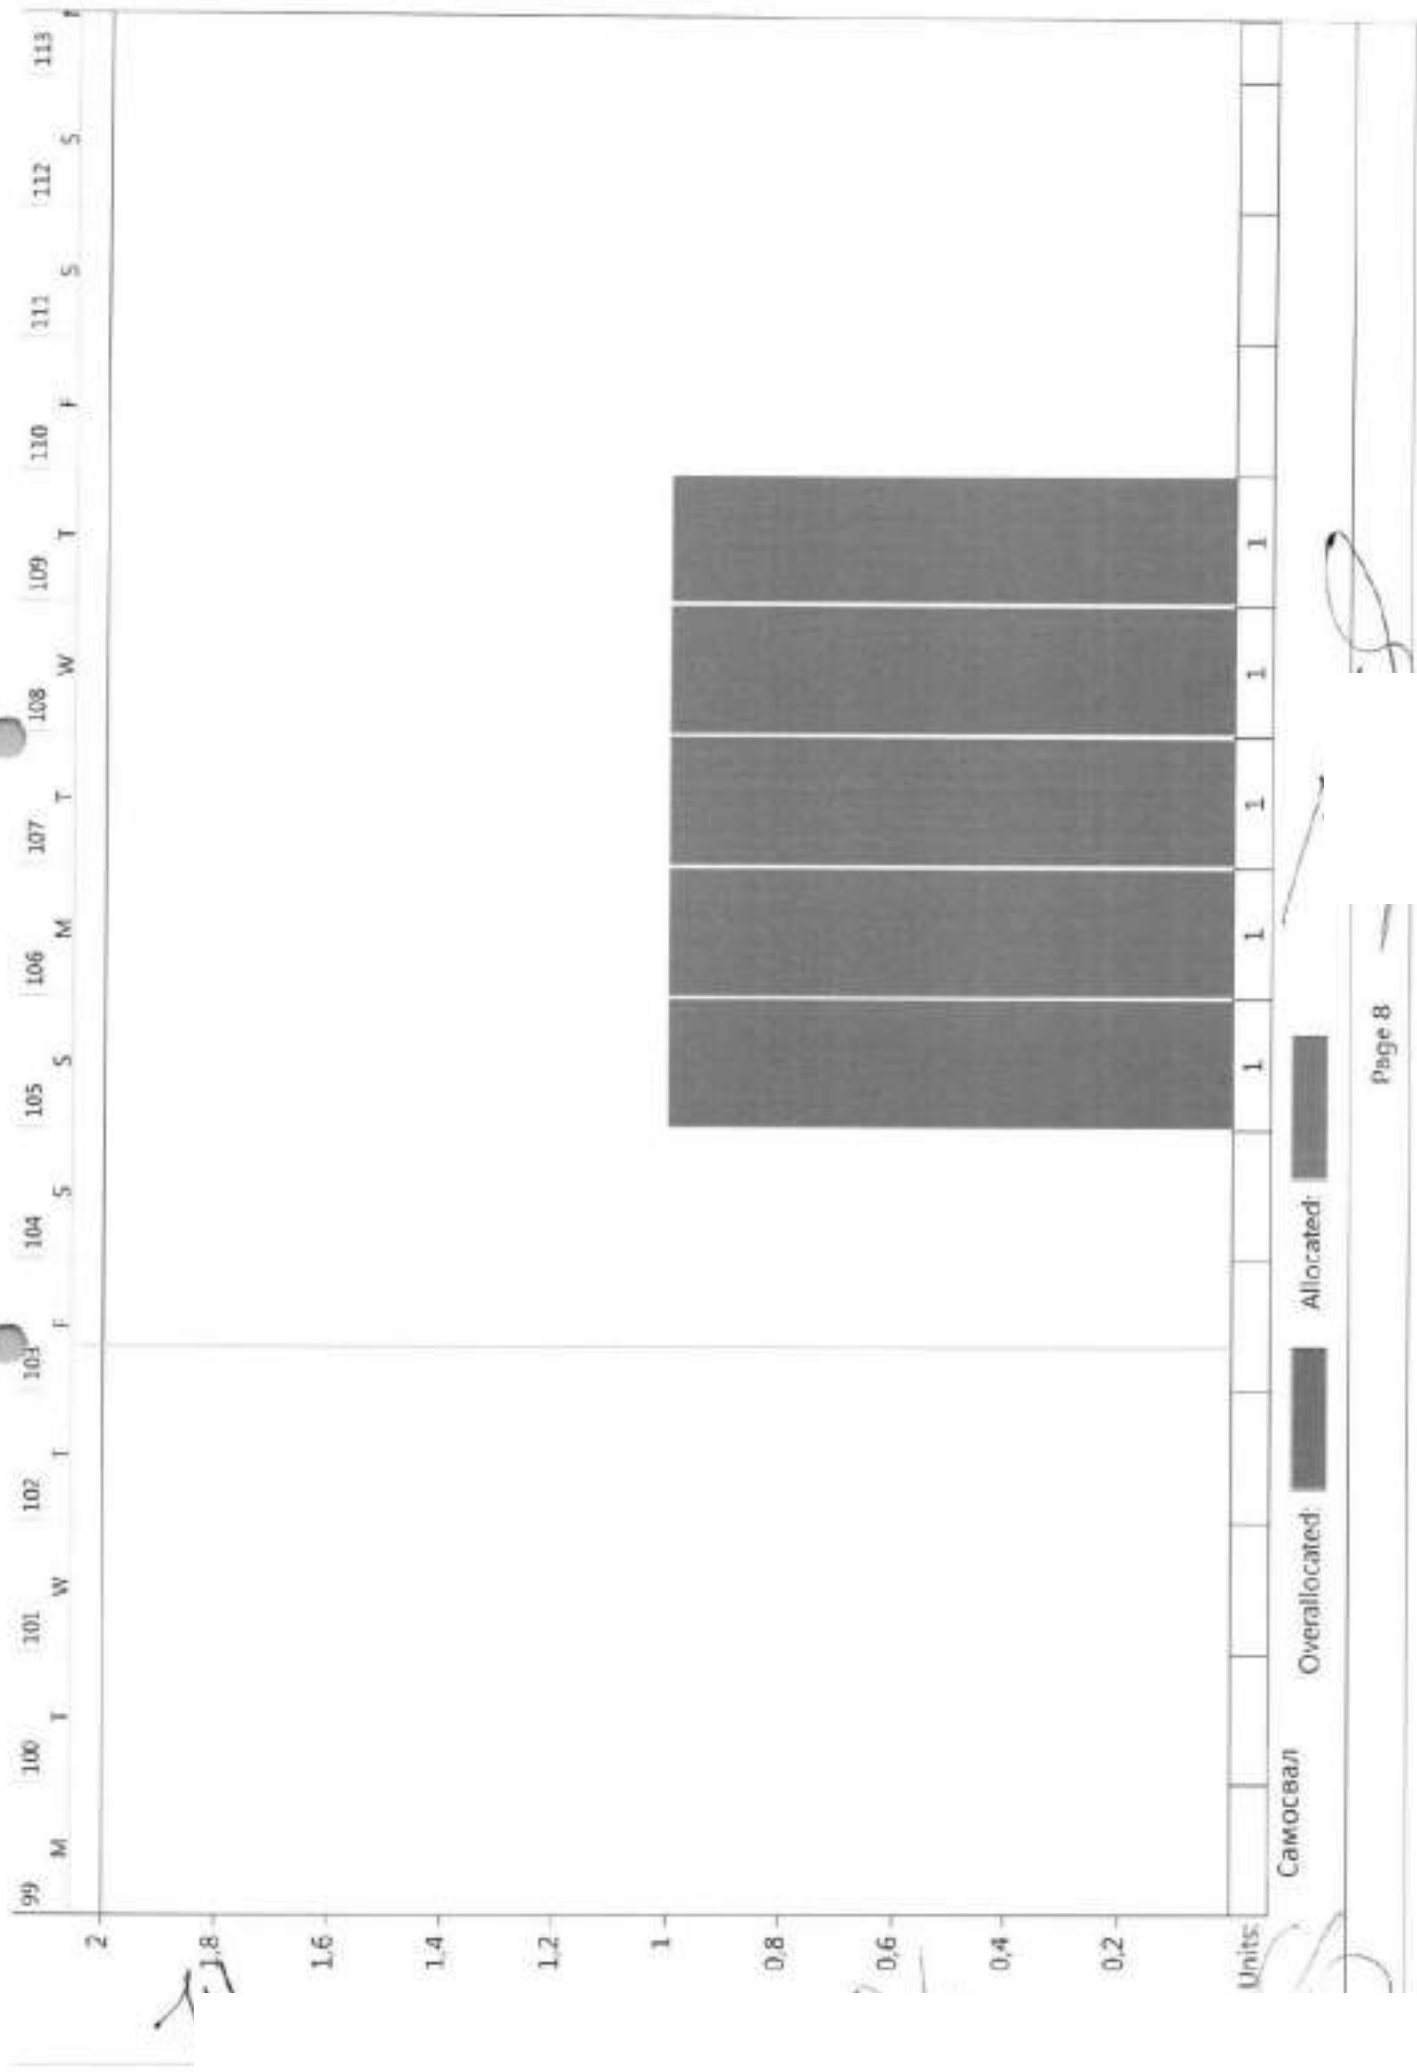 99 100 101 102 103 104 105 106 107 108 109 110 111 112 113
M T W T F S S M T W T F S S
2
1,8
1,6
1,4
1,2
1
0,8
0,6
0,4
0,2
Units: 1 1 1 1 1
Самосвал Overallocated: Allocated:
Page 8